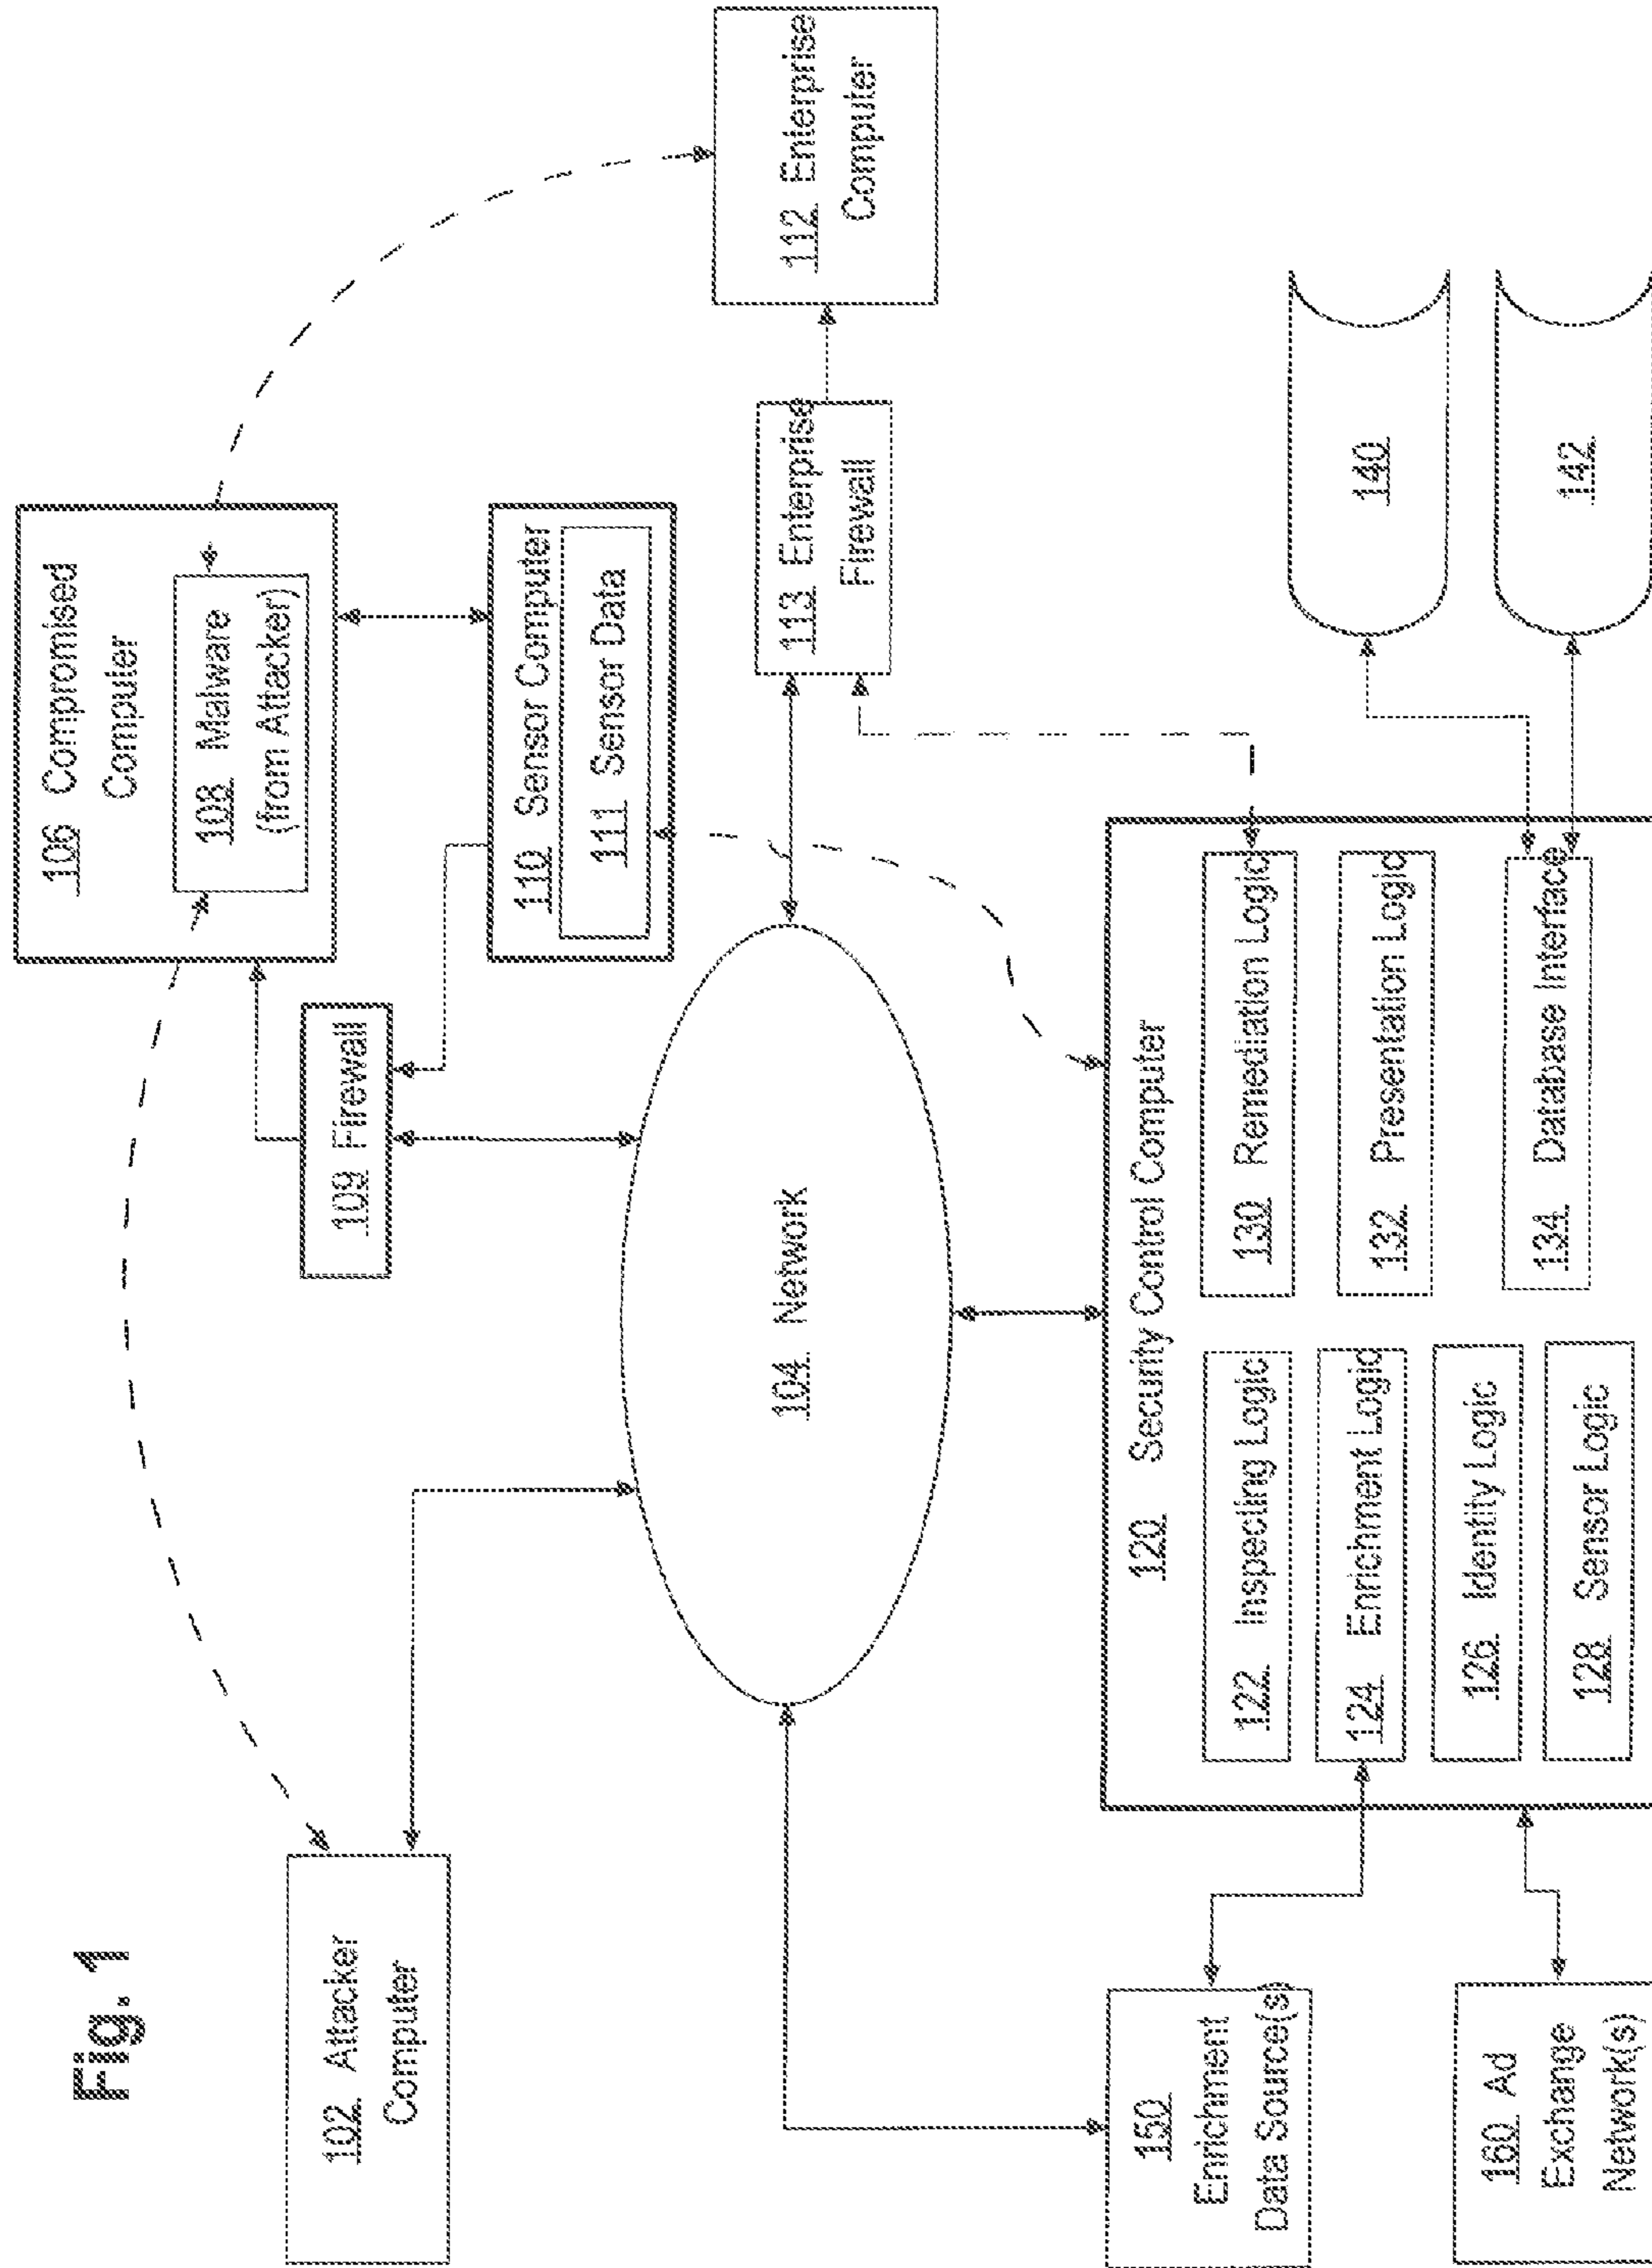 Fig. 1
102 Attacker
Computer
106 Compromised
Computer
108 Malware
(from Attacker)
109 Firewall
110 Sensor Computer
111 Sensor Data
104 Network
113 Enterprise
Firewall
112 Enterprise
Computer
150
Enrichment
Data Source(s)
160 Ad
Exchange
Network(s)
120 Security Control Computer
122 Inspecting Logic
124 Enrichment Logic
126 Identity Logic
128 Sensor Logic
130 Remediation Logic
132 Presentation Logic
134 Database Interface
140
142